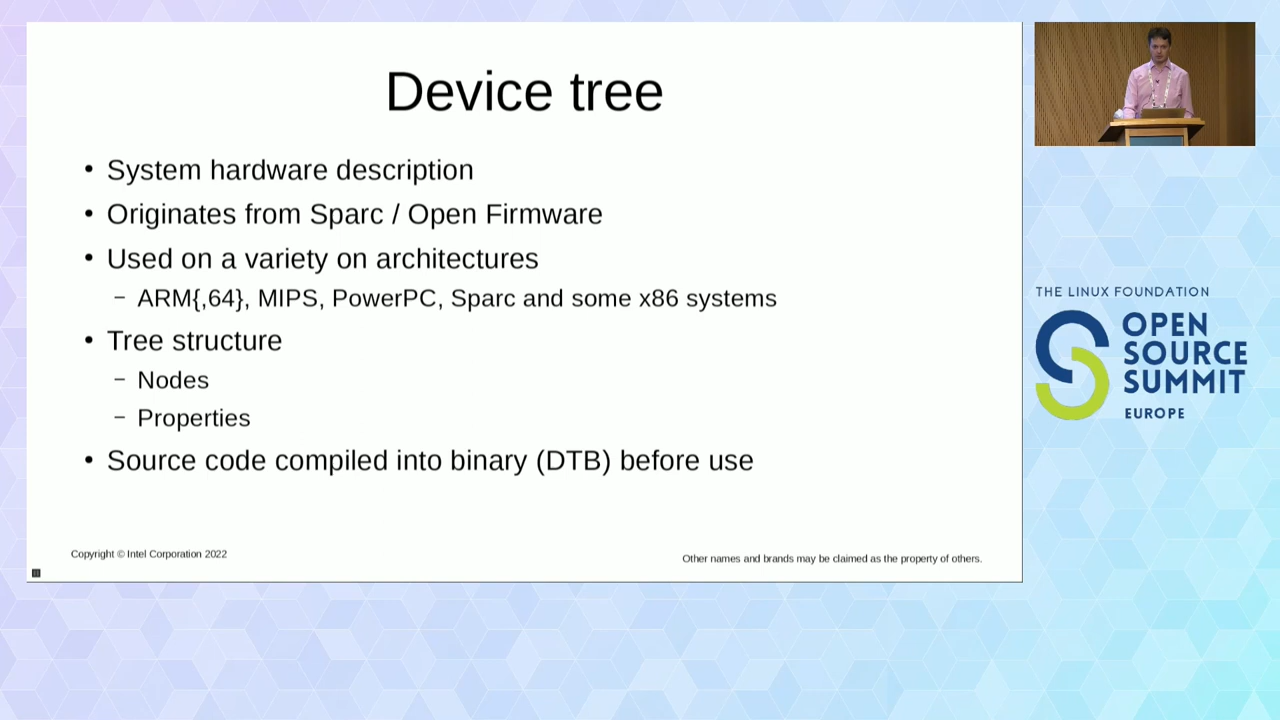 Device tree
• System hardware description
• Originates from Sparc / Open Firmware
• Used on a variety on architectures
– ARM{,64}, MIPS, PowerPC, Sparc and some x86 systems
• Tree structure
– Nodes
– Properties
• Source code compiled into binary (DTB) before use
Copyright © Intel Corporation 2022
Other names and brands may be claimed as the property of others.
THE LINUX FOUNDATION
OPEN
SOURCE
SUMMIT
EUROPE